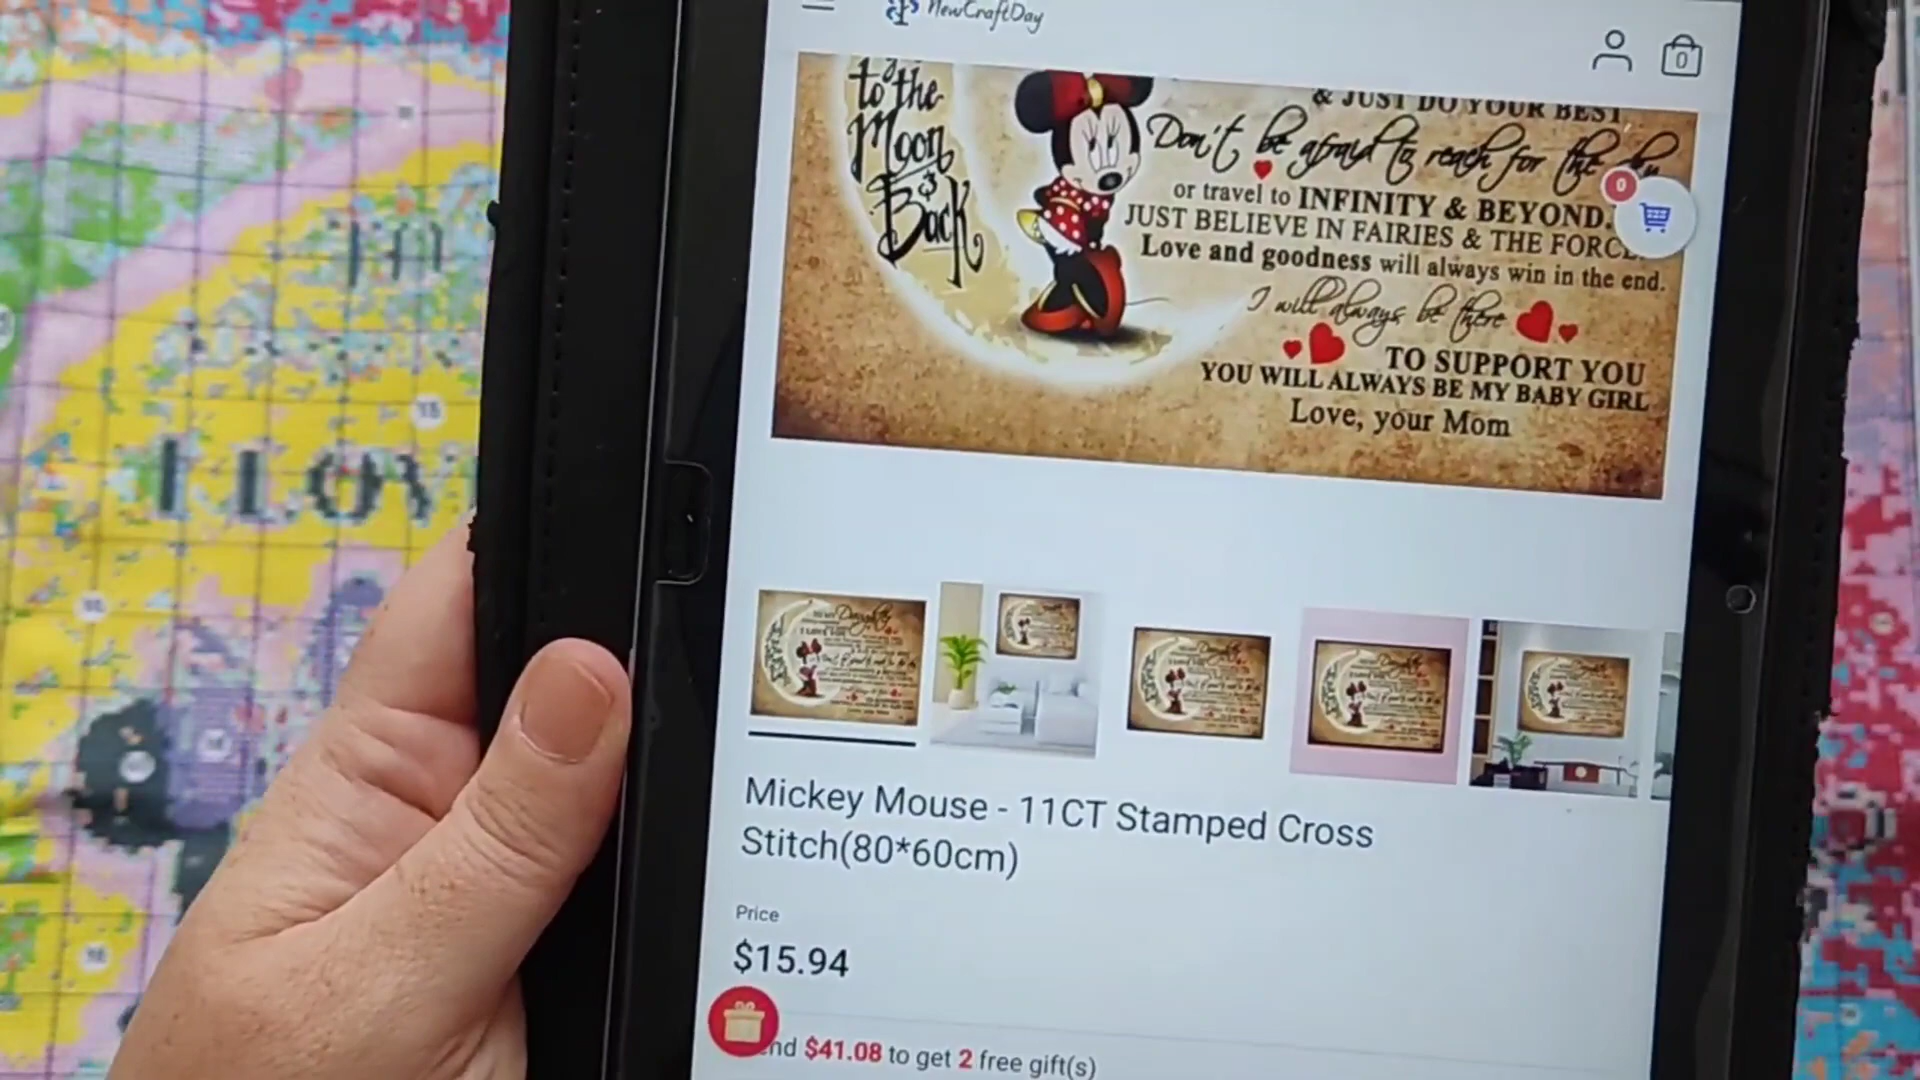 NewCraftDay
0
to the
Moon
&
Back
& JUST DO YOUR BEST
Don't be afraid to reach for the
or travel to INFINITY & BEYOND.
0
JUST BELIEVE IN FAIRIES & THE
Love and goodness will always win in the end.
I will always be there
TO SUPPORT YOU
YOU WILL ALWAYS BE MY BABY GIRL
Love, your Mom
Mickey Mouse - 11CT Stamped Cross
Stitch(80*60cm)
Price
$15.94
$41.08 to get 2 free gift(s)
15
16